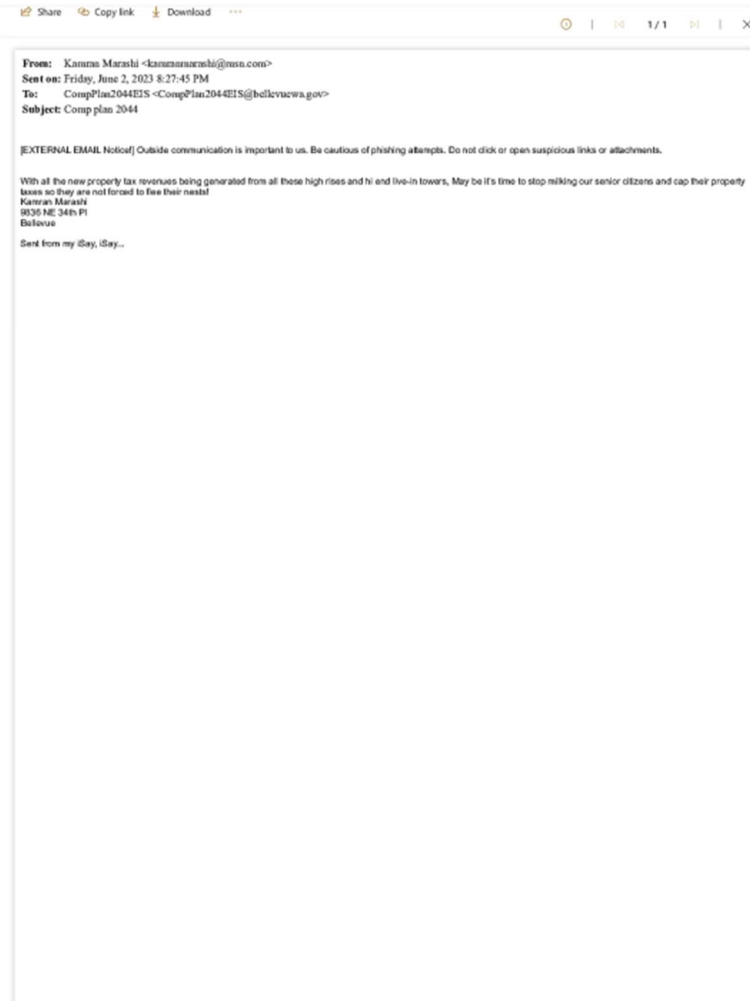 Share Copy link Download ...
1/1
From: Kamran Marashi <kamranmarashi@msn.com>
Sent on: Friday, June 2, 2023 8:27:45 PM
To: CompPlan2044EIS <CompPlan2044EIS@bellevuewa.gov>
Subject: Comp plan 2044
[EXTERNAL EMAIL Notice!] Outside communication is important to us. Be cautious of phishing attempts. Do not click or open suspicious links or attachments.
With all the new property tax revenues being generated from all these high rises and hi end live-in towers, May be it's time to stop milking our senior citizens and cap their property
taxes so they are not forced to flee their nests!
Kamran Marashi
NE 34th Pl
Bellevue
Sent from my iSay, iSay...